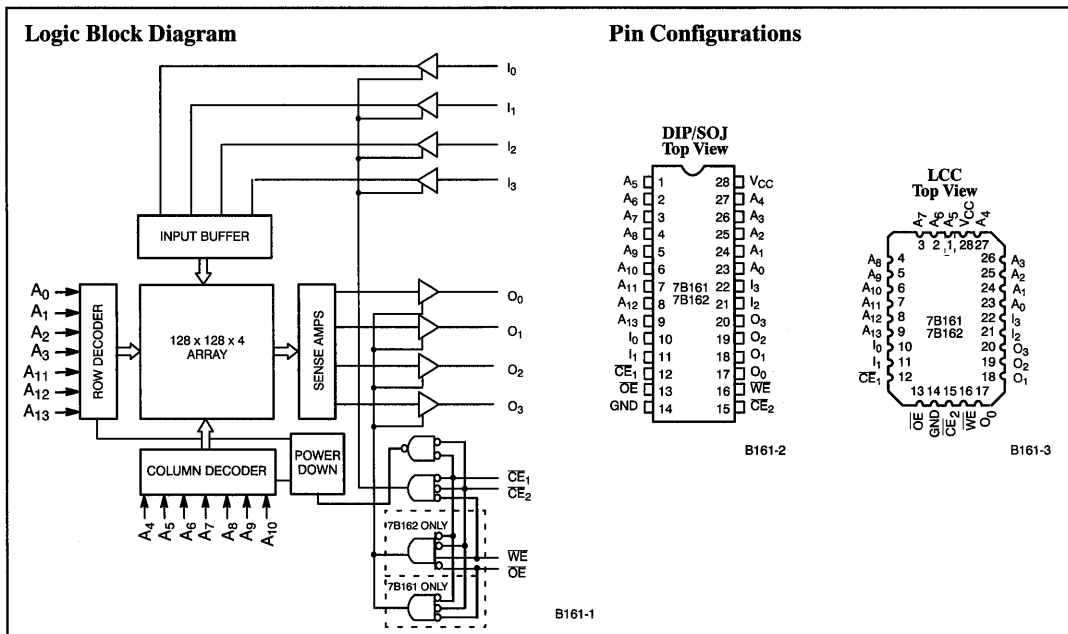 Logic Block Diagram
I0
I1
I2
I3
INPUT BUFFER
A0
A1
A2
A3
A11
A12
A13
ROW DECODER
128 x 128 x 4
ARRAY
SENSE AMPS
O0
O1
O2
O3
COLUMN DECODER
POWER
DOWN
A4
A5
A6
A7
A8
A9
A10
CE1
CE2
7B162 ONLY
WE
OE
7B161 ONLY
B161-1
Pin Configurations
DIP/SOJ
Top View
A5 1 28 VCC
A6 2 27 A4
A7 3 26 A3
A8 4 25 A2
A9 5 24 A1
A10 6 23 A0
A11 7 7B161 22 I3
A12 8 7B162 21 I2
A13 9 20 O3
I0 10 19 O2
I1 11 18 O1
CE1 12 17 O0
OE 13 16 WE
GND 14 15 CE2
B161-2
LCC
Top View
A7 A6 A5 VCC A4
3 2 1 28 27
A8 4 26 A3
A9 5 25 A2
A10 6 24 A1
A11 7 23 A0
A12 8 7B161 22 I3
A13 9 7B162 21 I2
I0 10 20 O3
I1 11 19 O2
CE1 12 18 O1
13 14 15 16 17
OE GND CE2 WE O0
B161-3